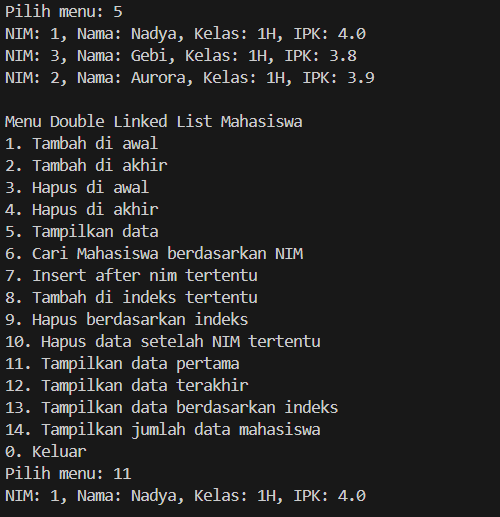 Pilih menu: 5
NIM: 1, Nama: Nadya, Kelas: 1H, IPK: 4.0
NIM: 3, Nama: Gebi, Kelas: 1H, IPK: 3.8
NIM: 2, Nama: Aurora, Kelas: 1H, IPK: 3.9
Menu Double Linked List Mahasiswa
1. Tambah di awal
2. Tambah di akhir
3. Hapus di awal
4. Hapus di akhir
5. Tampilkan data
6. Cari Mahasiswa berdasarkan NIM
7. Insert after nim tertentu
8. Tambah di indeks tertentu
9. Hapus berdasarkan indeks
10. Hapus data setelah NIM tertentu
11. Tampilkan data pertama
12. Tampilkan data terakhir
13. Tampilkan data berdasarkan indeks
14. Tampilkan jumlah data mahasiswa
0. Keluar
Pilih menu: 11
NIM: 1, Nama: Nadya, Kelas: 1H, IPK: 4.0